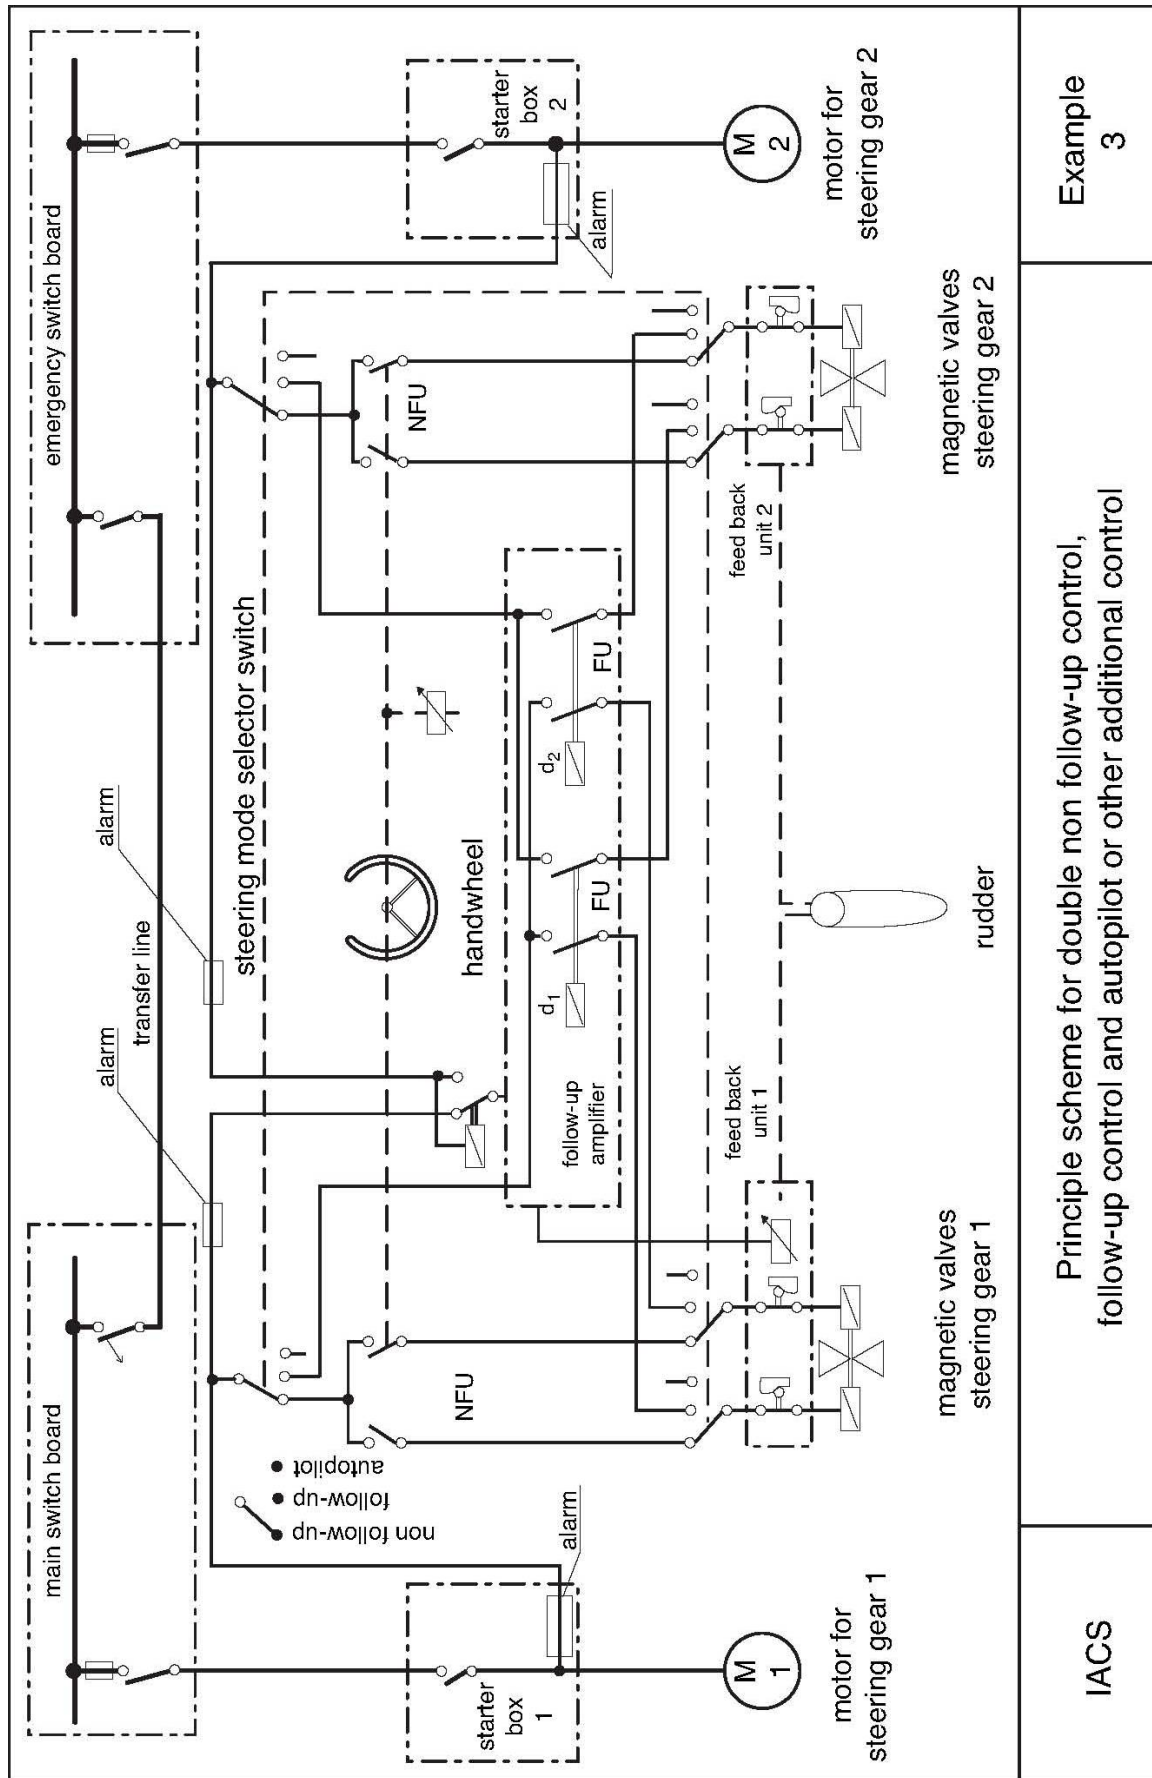 main switch board
emergency switch board
alarm
alarm
transfer line
steering mode selector switch
non follow-up
follow-up
autopilot
NFU
NFU
handwheel
starter
box
1
alarm
starter
box
2
alarm
follow-up
amplifier
d1
FU
d2
FU
feed back
unit 1
feed back
unit 2
M
1
M
2
motor for
steering gear 1
magnetic valves
steering gear 1
rudder
magnetic valves
steering gear 2
motor for
steering gear 2
IACS
Principle scheme for double non follow-up control,
follow-up control and autopilot or other additional control
Example
3